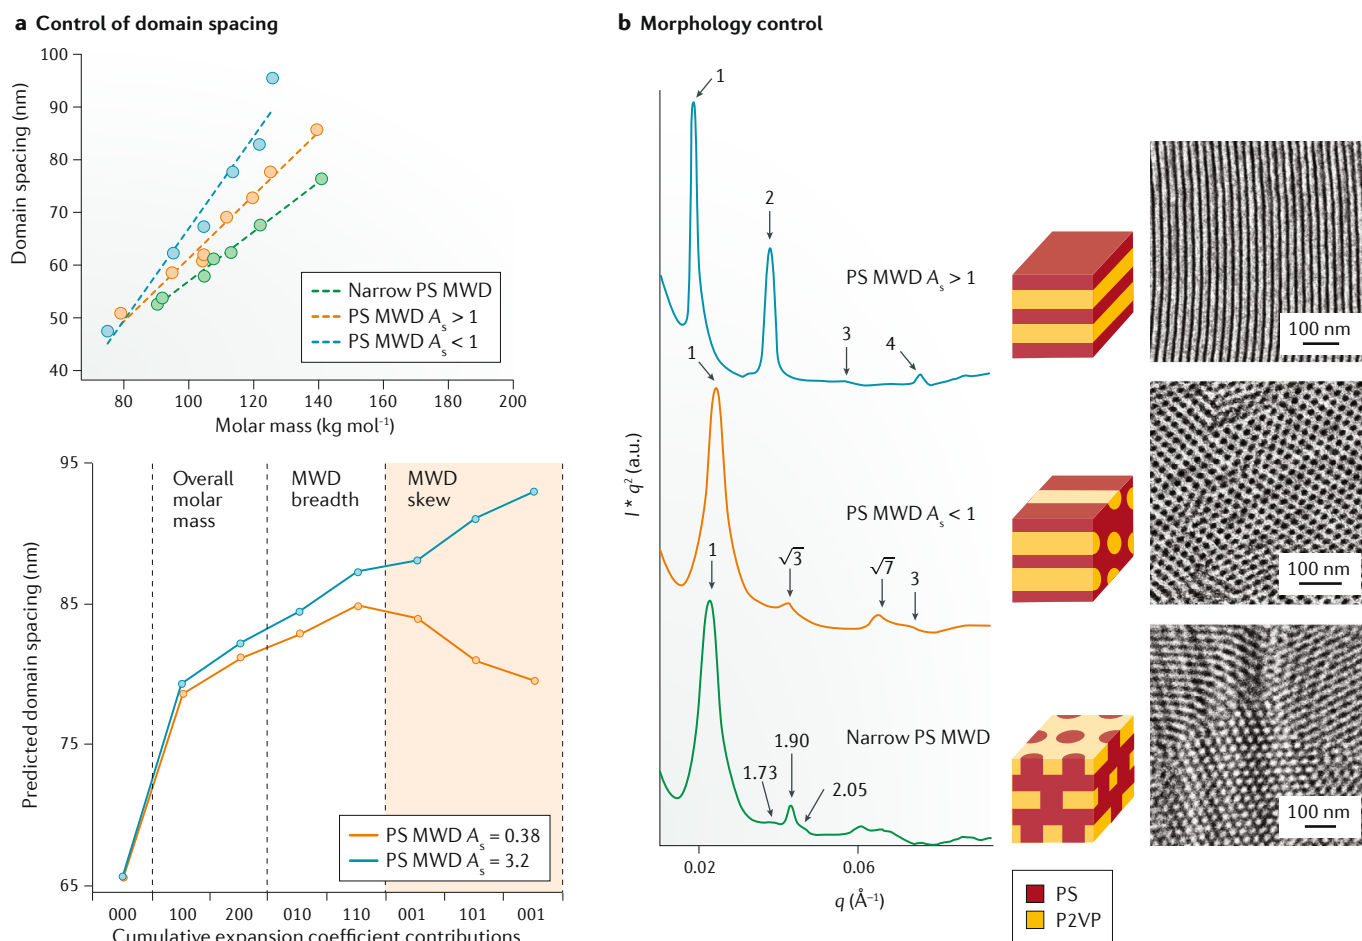 a Control of domain spacing
100
90
80
70
60
50
40
Domain spacing (nm)
Narrow PS MWD
PS MWD Aₛ > 1
PS MWD Aₛ < 1
80 100 120 140 160 180 200
Molar mass (kg mol⁻¹)
95
85
75
65
Predicted domain spacing (nm)
Overall
molar
mass
MWD
breadth
MWD
skew
PS MWD Aₛ = 0.38
PS MWD Aₛ = 3.2
000 100 200 010 110 001 101 001
Cumulative expansion coefficient contributions
b Morphology control
I * q² (a.u.)
1
2
3
4
PS MWD Aₛ > 1
100 nm
1
√3
√7
3
PS MWD Aₛ < 1
100 nm
1
1.73
1.90
2.05
Narrow PS MWD
100 nm
0.02 0.06
q (Å⁻¹)
PS
P2VP